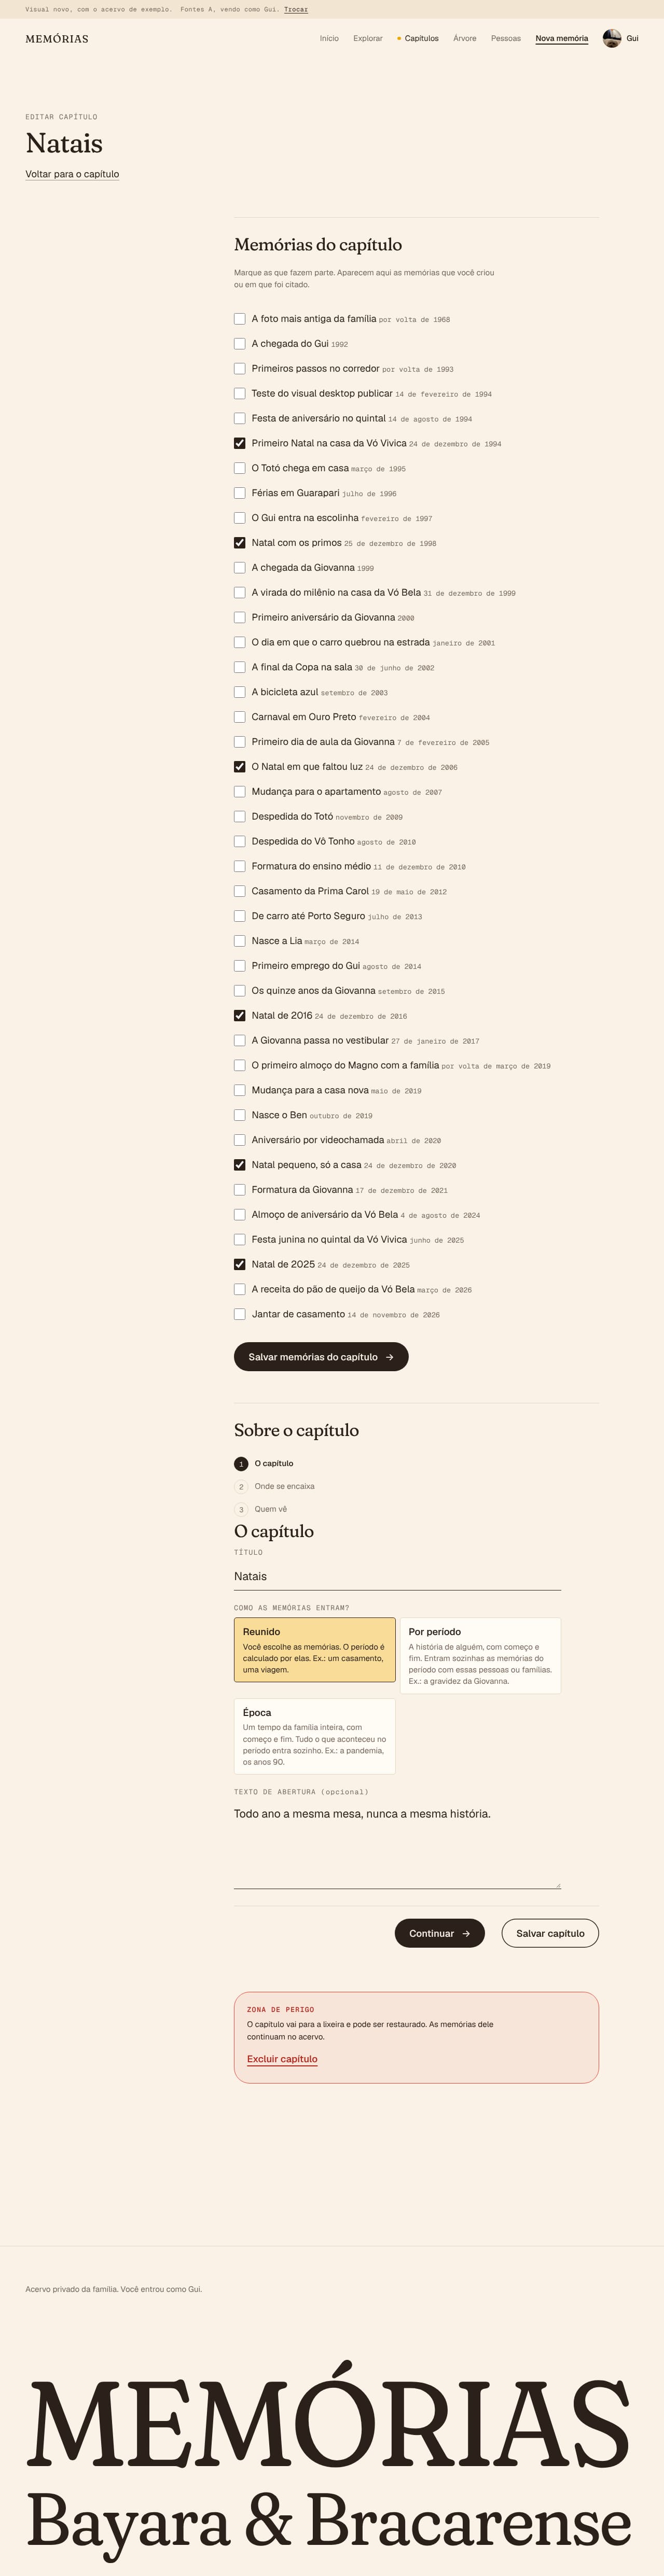 Visual novo, com o acervo de exemplo. Fontes A, vendo como Gui. Trocar
MEMÓRIAS
Início Explorar Capítulos Árvore Pessoas Nova memória Gui
EDITAR CAPÍTULO
Natais
Voltar para o capítulo
Memórias do capítulo
Marque as que fazem parte. Aparecem aqui as memórias que você criou
ou em que foi citado.
A foto mais antiga da família por volta de 1968
A chegada do Gui 1992
Primeiros passos no corredor por volta de 1993
Teste do visual desktop publicar 14 de fevereiro de 1994
Festa de aniversário no quintal 14 de agosto de 1994
Primeiro Natal na casa da Vó Vivica 24 de dezembro de 1994
O Totó chega em casa março de 1995
Férias em Guarapari julho de 1996
O Gui entra na escolinha fevereiro de 1997
Natal com os primos 25 de dezembro de 1998
A chegada da Giovanna 1999
A virada do milênio na casa da Vó Bela 31 de dezembro de 1999
Primeiro aniversário da Giovanna 2000
O dia em que o carro quebrou na estrada janeiro de 2001
A final da Copa na sala 30 de junho de 2002
A bicicleta azul setembro de 2003
Carnaval em Ouro Preto fevereiro de 2004
Primeiro dia de aula da Giovanna 7 de fevereiro de 2005
O Natal em que faltou luz 24 de dezembro de 2006
Mudança para o apartamento agosto de 2007
Despedida do Totó novembro de 2009
Despedida do Vô Tonho agosto de 2010
Formatura do ensino médio 11 de dezembro de 2010
Casamento da Prima Carol 19 de maio de 2012
De carro até Porto Seguro julho de 2013
Nasce a Lia março de 2014
Primeiro emprego do Gui agosto de 2014
Os quinze anos da Giovanna setembro de 2015
Natal de 2016 24 de dezembro de 2016
A Giovanna passa no vestibular 27 de janeiro de 2017
O primeiro almoço do Magno com a família por volta de março de 2019
Mudança para a casa nova maio de 2019
Nasce o Ben outubro de 2019
Aniversário por videochamada abril de 2020
Natal pequeno, só a casa 24 de dezembro de 2020
Formatura da Giovanna 17 de dezembro de 2021
Almoço de aniversário da Vó Bela 4 de agosto de 2024
Festa junina no quintal da Vó Vivica junho de 2025
Natal de 2025 24 de dezembro de 2025
A receita do pão de queijo da Vó Bela março de 2026
Jantar de casamento 14 de novembro de 2026
Salvar memórias do capítulo →
Sobre o capítulo
1 O capítulo
2 Onde se encaixa
3 Quem vê
O capítulo
TÍTULO
Natais
COMO AS MEMÓRIAS ENTRAM?
Reunido
Você escolhe as memórias. O período é
calculado por elas. Ex.: um casamento,
uma viagem.
Por período
A história de alguém, com começo e
fim. Entram sozinhas as memórias do
período com essas pessoas ou famílias.
Ex.: a gravidez da Giovanna.
Época
Um tempo da família inteira, com
começo e fim. Tudo o que aconteceu no
período entra sozinho. Ex.: a pandemia,
os anos 90.
TEXTO DE ABERTURA (opcional)
Todo ano a mesma mesa, nunca a mesma história.
Continuar →
Salvar capítulo
ZONA DE PERIGO
O capítulo vai para a lixeira e pode ser restaurado. As memórias dele
continuam no acervo.
Excluir capítulo
Acervo privado da família. Você entrou como Gui.
MEMÓRIAS
Bayara & Bracarense